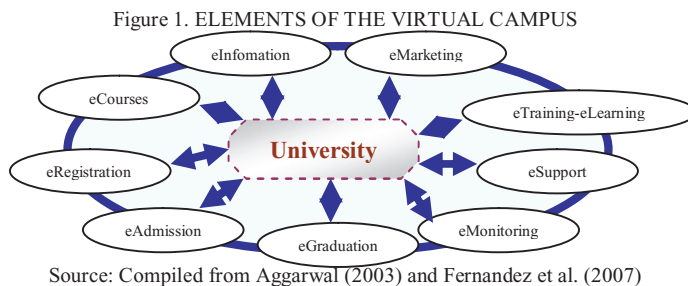 Figure 1. ELEMENTS OF THE VIRTUAL CAMPUS
eInfomation
eMarketing
eCourses
eTraining-eLearning
University
eRegistration
eSupport
eAdmission
eMonitoring
eGraduation
Source: Compiled from Aggarwal (2003) and Fernandez et al. (2007)